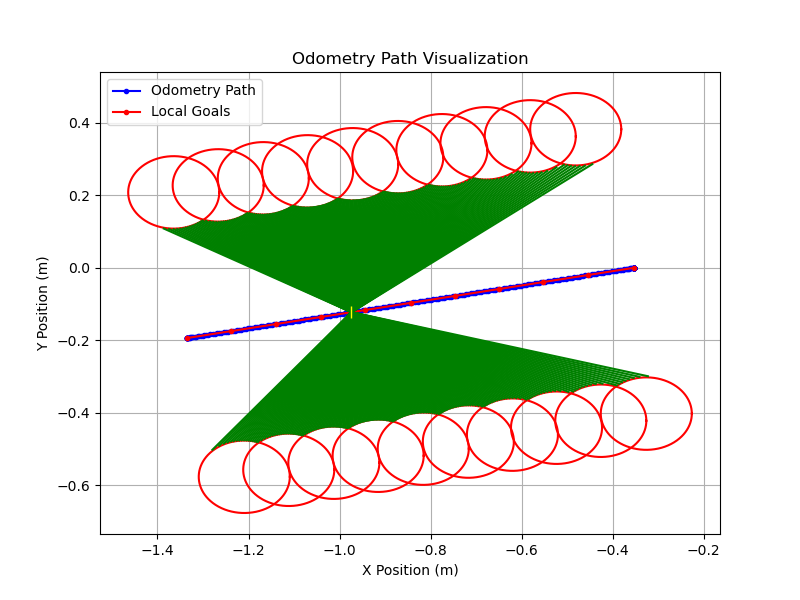 Odometry Path Visualization
Odometry Path
Local Goals
0.4
0.2
0.0
−0.2
−0.4
−0.6
Y Position (m)
−1.4 −1.2 −1.0 −0.8 −0.6 −0.4 −0.2
X Position (m)